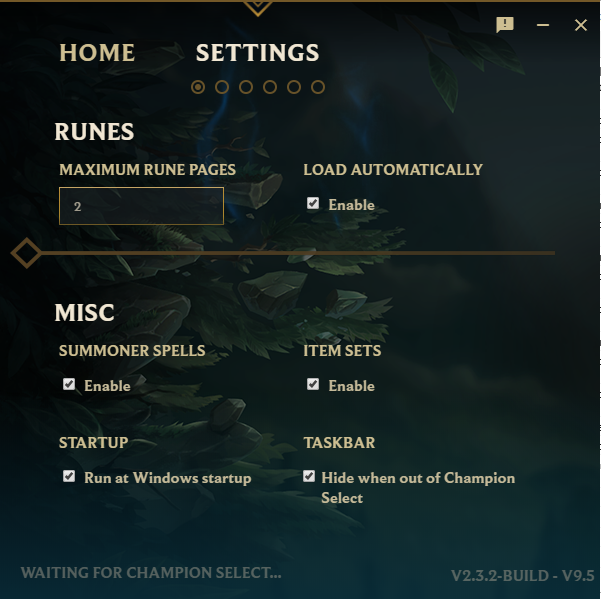 HOME SETTINGS
RUNES
MAXIMUM RUNE PAGES LOAD AUTOMATICALLY
2 Enable
MISC
SUMMONER SPELLS ITEM SETS
Enable Enable
STARTUP TASKBAR
Run at Windows startup Hide when out of Champion
Select
WAITING FOR CHAMPION SELECT... V2.3.2-BUILD - V9.5